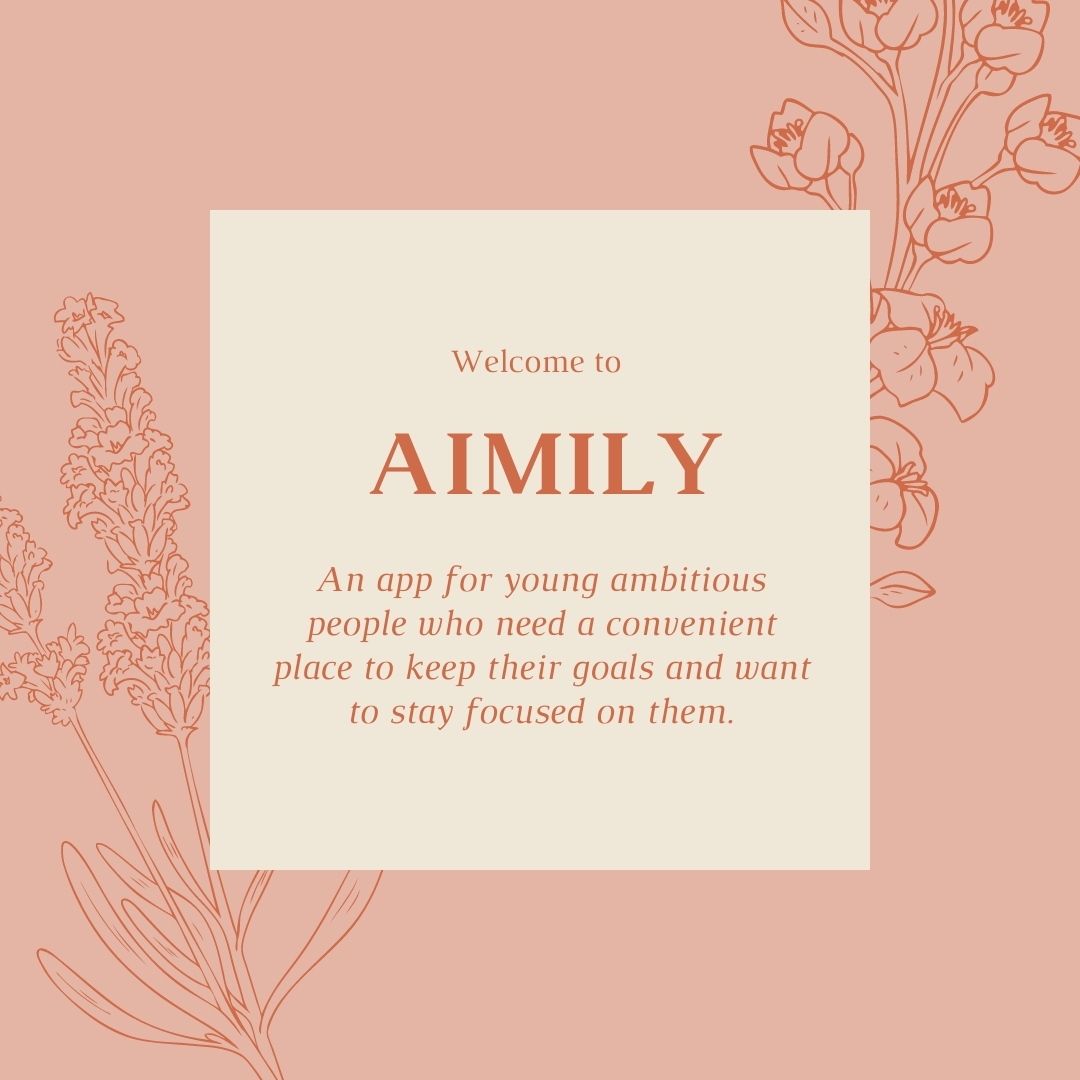 Welcome to
AIMILY
An app for young ambitious
people who need a convenient
place to keep their goals and want
to stay focused on them.